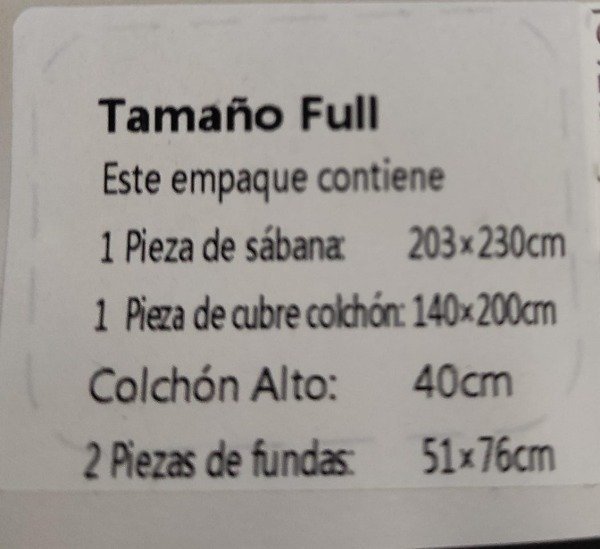 Tamaño Full
Este empaque contiene
1 Pieza de sábana: 203×230cm
1 Pieza de cubre colchón: 140×200cm
Colchón Alto: 40cm
2 Piezas de fundas: 51×76cm